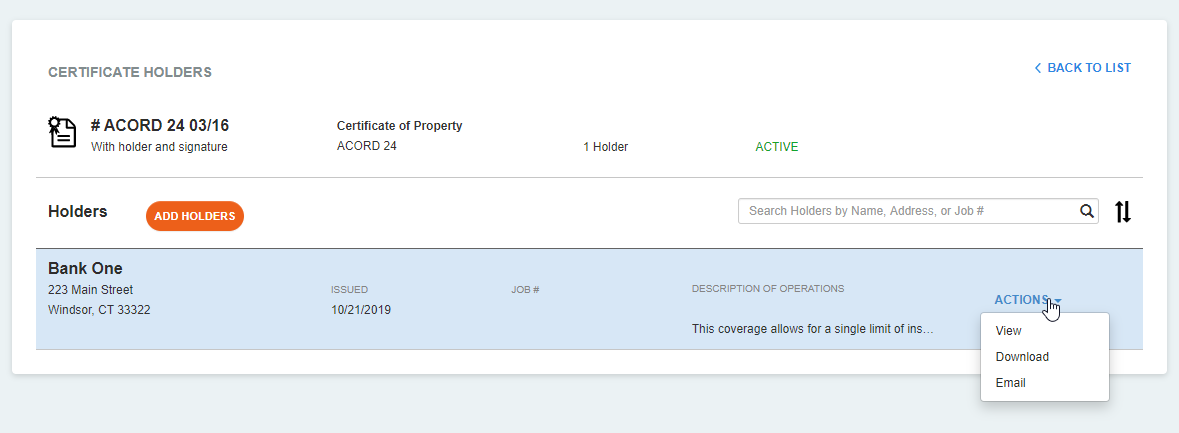 CERTIFICATE HOLDERS
BACK TO LIST
# ACORD 24 03/16
With holder and signature
Certificate of Property
ACORD 24
1 Holder
ACTIVE
Holders
ADD HOLDERS
Search Holders by Name, Address, or Job #
Bank One
223 Main Street
Windsor, CT 33322
ISSUED
10/21/2019
JOB #
DESCRIPTION OF OPERATIONS
This coverage allows for a single limit of ins...
ACTIONS
View
Download
Email